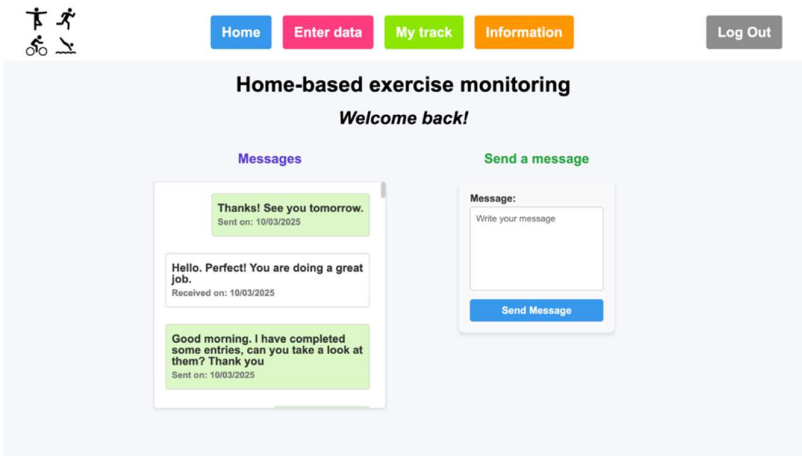 Home
Enter data
My track
Information
Log Out
Home-based exercise monitoring
Welcome back!
Messages
Thanks! See you tomorrow.
Sent on: 10/03/2025
Hello. Perfect! You are doing a great
job.
Received on: 10/03/2025
Good morning. I have completed
some entries, can you take a look at
them? Thank you
Sent on: 10/03/2025
Send a message
Message:
Write your message
Send Message